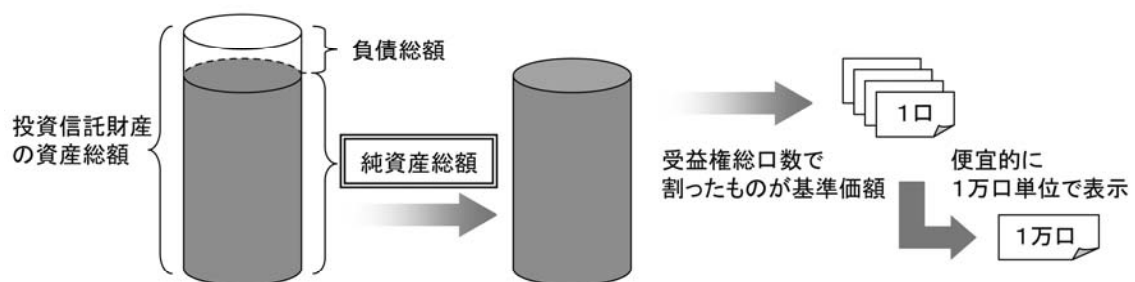 負債総額
投資信託財産
の資産総額
純資産総額
受益権総口数で
割ったものが基準価額
1口
便宜的に
1万口単位で表示
1万口